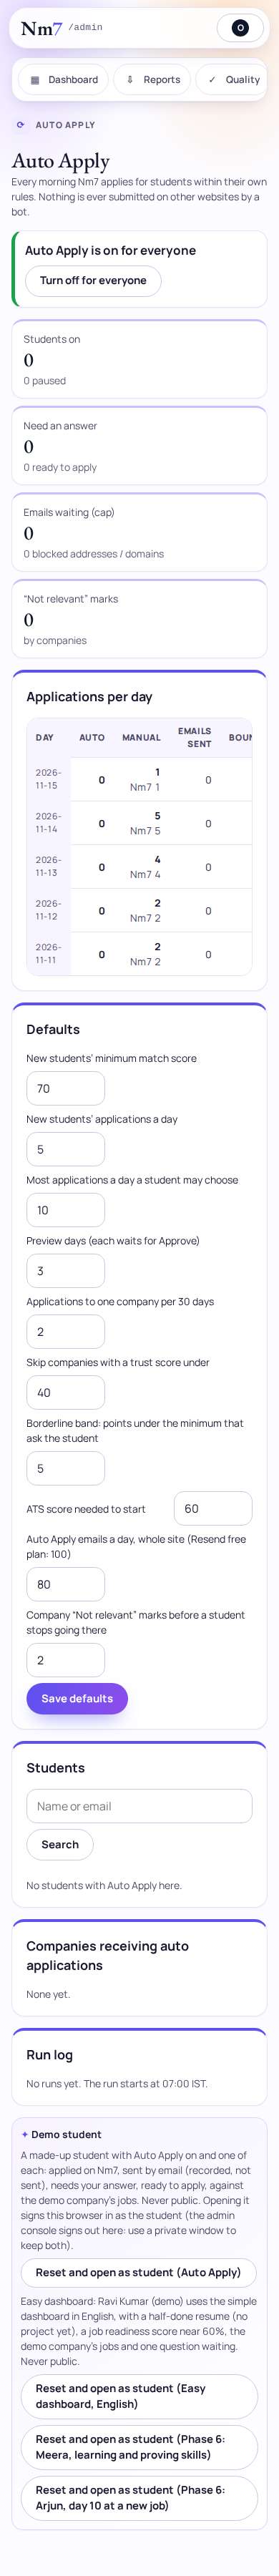 Nm7 /admin
O
Dashboard
Reports
Quality
AUTO APPLY
Auto Apply
Every morning Nm7 applies for students within their own
rules. Nothing is ever submitted on other websites by a
bot.
Auto Apply is on for everyone
Turn off for everyone
Students on
0
0 paused
Need an answer
0
0 ready to apply
Emails waiting (cap)
0
0 blocked addresses / domains
“Not relevant” marks
0
by companies
Applications per day
DAY AUTO MANUAL EMAILS SENT BOUN
2026-11-15 0 1 Nm7 1 0
2026-11-14 0 5 Nm7 5 0
2026-11-13 0 4 Nm7 4 0
2026-11-12 0 2 Nm7 2 0
2026-11-11 0 2 Nm7 2 0
Defaults
New students’ minimum match score
70
New students’ applications a day
5
Most applications a day a student may choose
10
Preview days (each waits for Approve)
3
Applications to one company per 30 days
2
Skip companies with a trust score under
40
Borderline band: points under the minimum that
ask the student
5
ATS score needed to start 60
Auto Apply emails a day, whole site (Resend free
plan: 100)
80
Company “Not relevant” marks before a student
stops going there
2
Save defaults
Students
Name or email
Search
No students with Auto Apply here.
Companies receiving auto
applications
None yet.
Run log
No runs yet. The run starts at 07:00 IST.
Demo student
A made-up student with Auto Apply on and one of
each: applied on Nm7, sent by email (recorded, not
sent), needs your answer, ready to apply, against
the demo company's jobs. Never public. Opening it
signs this browser in as the student (the admin
console signs out here: use a private window to
keep both).
Reset and open as student (Auto Apply)
Easy dashboard: Ravi Kumar (demo) uses the simple
dashboard in English, with a half-done resume (no
project yet), a job readiness score near 60%, the
demo company's jobs and one question waiting.
Never public.
Reset and open as student (Easy
dashboard, English)
Reset and open as student (Phase 6:
Meera, learning and proving skills)
Reset and open as student (Phase 6:
Arjun, day 10 at a new job)